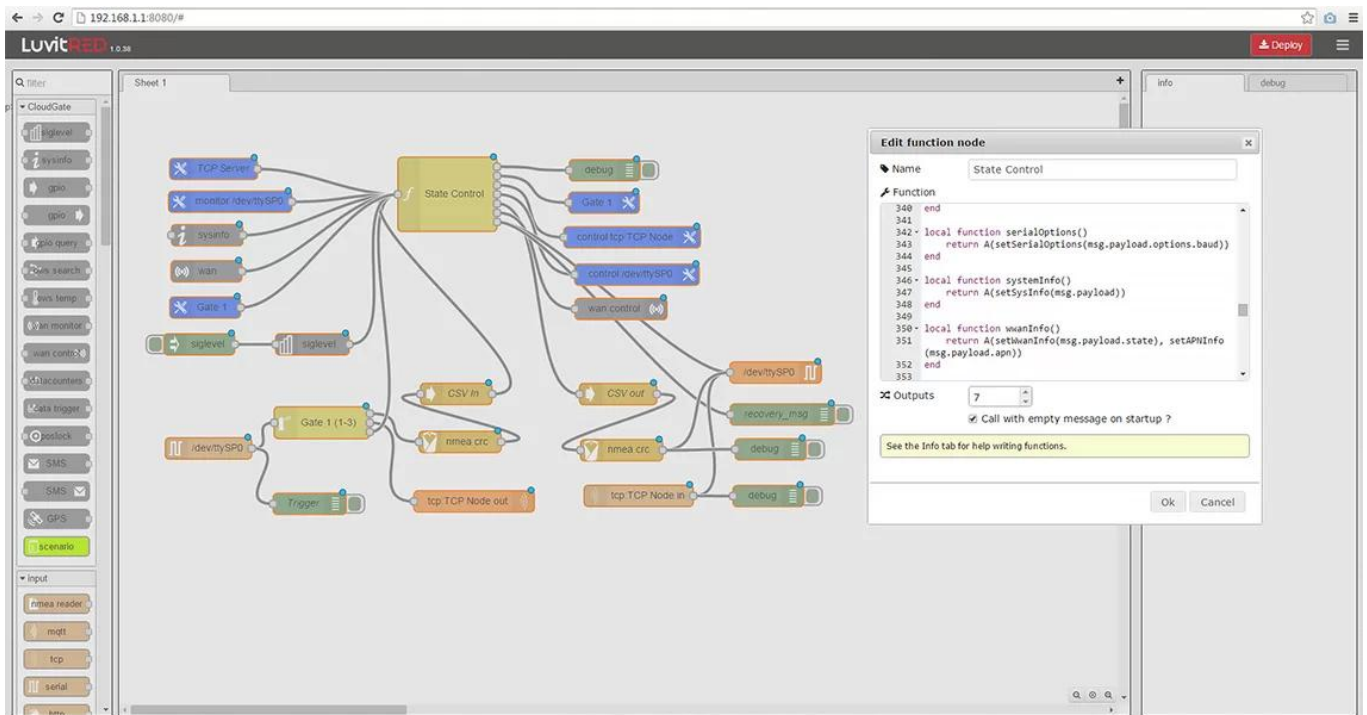 192.168.1.1:8080/#
LuvitRED 1.0.36
Deploy
filter
CloudGate
siglevel
sysinfo
gpio
gpio
gpio query
search
temp
wan monitor
wan control
datacounters
data trigger
poslock
SMS
SMS
GPS
scenario
input
nmea reader
mqtt
tcp
serial
http
Sheet 1
TCP Server
debug
State Control
monitor /dev/ttySP0
Gate 1
sysinfo
control tcp:TCP Node
wan
control /dev/ttySP0
Gate 1
wan control
siglevel
siglevel
/dev/ttySP0
CSV in
CSV out
recovery_msg
Gate 1 (1-3)
nmea crc
nmea crc
debug
/dev/ttySP0
Trigger
tcp:TCP Node out
tcp:TCP Node in
debug
info
debug
Edit function node
Name
State Control
Function
340 end
341
342 local function serialOptions()
343 return A(setSerialOptions(msg.payload.options.baud))
344 end
345
346 local function systemInfo()
347 return A(setSysInfo(msg.payload))
348 end
349
350 local function wwanInfo()
351 return A(setWwanInfo(msg.payload.state), setAPNInfo
(msg.payload.apn))
352 end
353
Outputs
7
Call with empty message on startup ?
See the Info tab for help writing functions.
Ok
Cancel